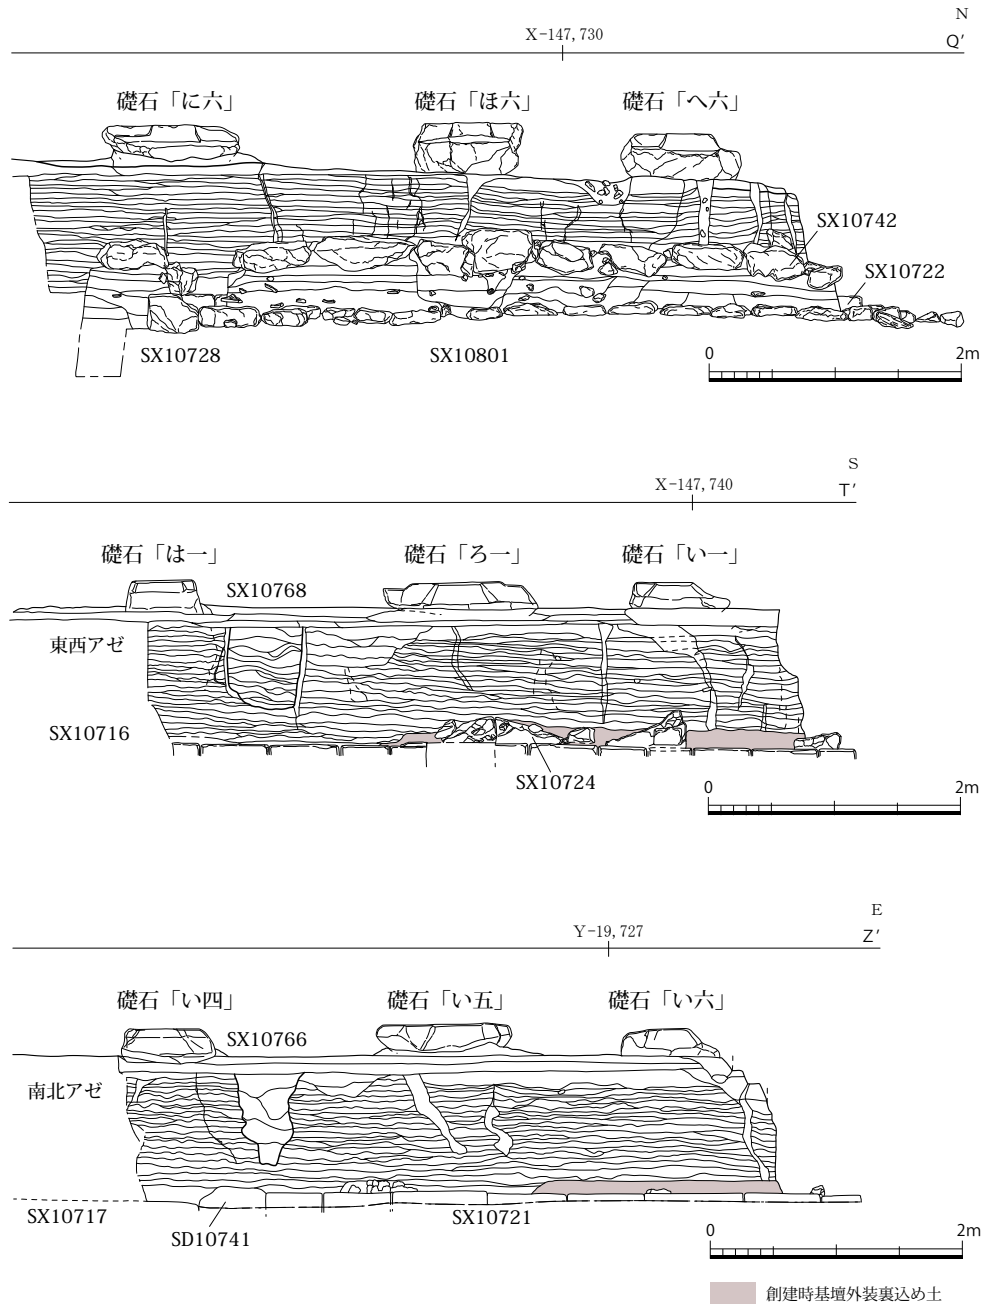 N
X-147,730
Q′
礎石「に六」
礎石「ほ六」
礎石「へ六」
SX10742
SX10722
SX10728
SX10801
0
2m
S
X-147,740
T′
礎石「は一」
礎石「ろ一」
礎石「い一」
SX10768
東西アゼ
SX10716
SX10724
0
2m
E
Y-19,727
Z′
礎石「い四」
礎石「い五」
礎石「い六」
SX10766
南北アゼ
SX10717
SX10721
SD10741
0
2m
創建時基壇外装裏込め土